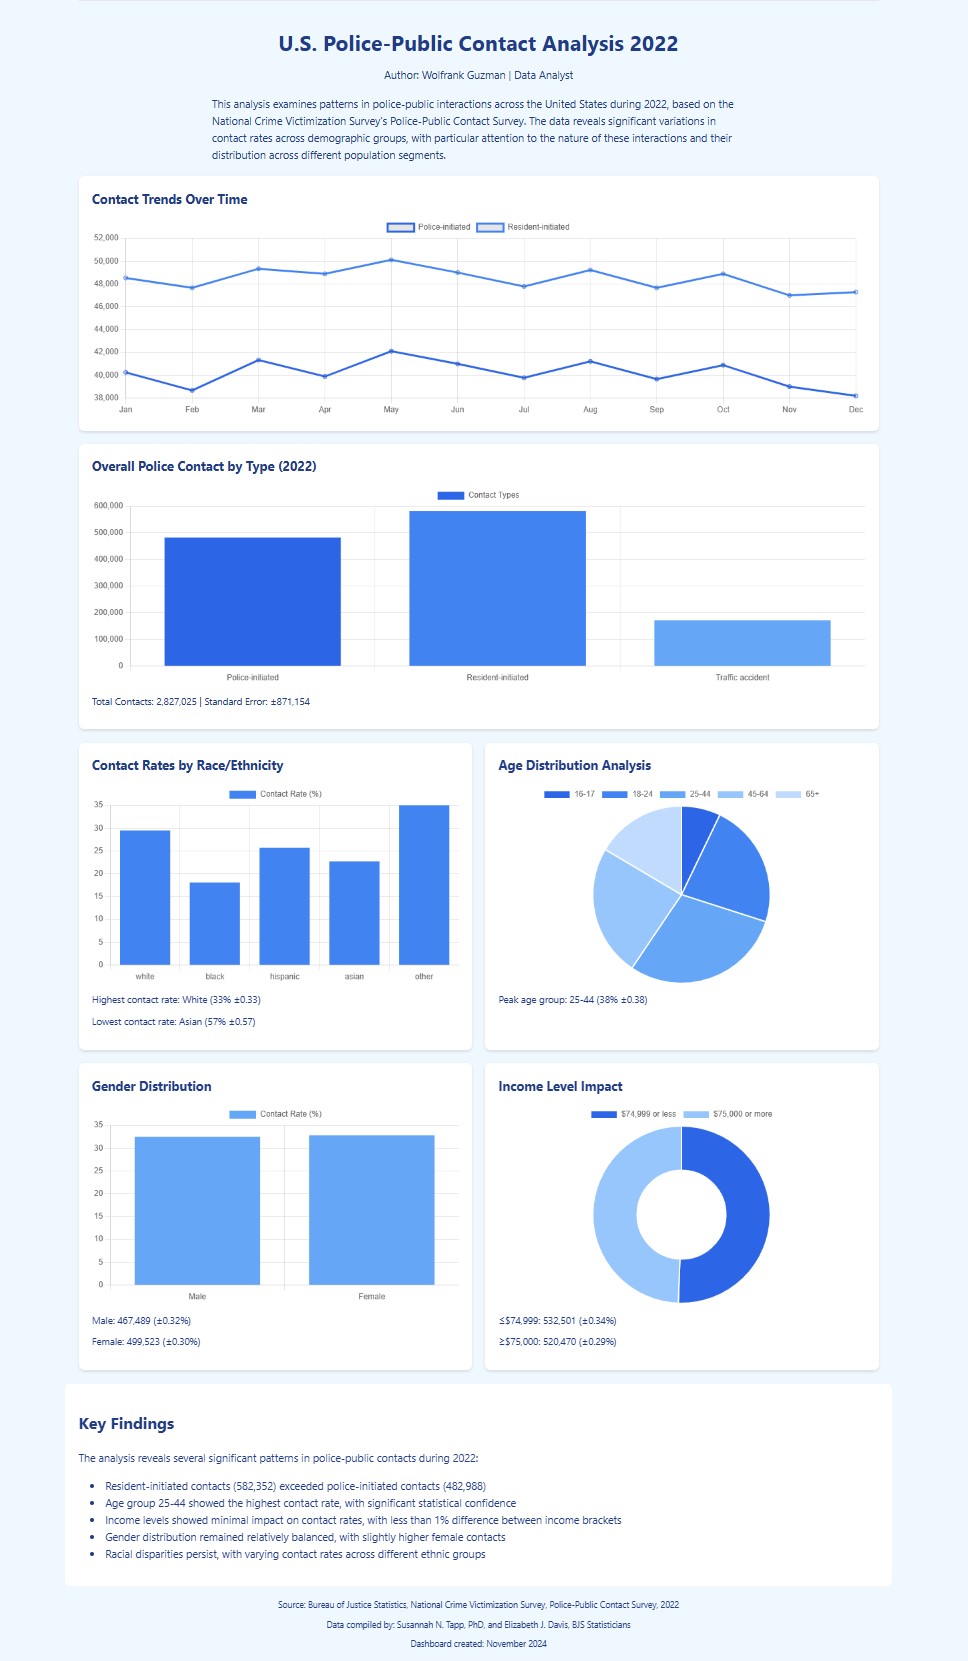 U.S. Police-Public Contact Analysis 2022
Author: Wolfrank Guzman | Data Analyst
This analysis examines patterns in police-public interactions across the United States during 2022, based on the
National Crime Victimization Survey's Police-Public Contact Survey. The data reveals significant variations in
contact rates across demographic groups, with particular attention to the nature of these interactions and their
distribution across different population segments.
Contact Trends Over Time
Police-initiated Resident-initiated
52,000
50,000
48,000
46,000
44,000
42,000
40,000
38,000
Jan Feb Mar Apr May Jun Jul Aug Sep Oct Nov Dec
Overall Police Contact by Type (2022)
Contact Types
600,000
500,000
400,000
300,000
200,000
100,000
0
Police-initiated Resident-initiated Traffic accident
Total Contacts: 2,827,025 | Standard Error: ±871,154
Contact Rates by Race/Ethnicity
Contact Rate (%)
35
30
25
20
15
10
5
0
white black hispanic asian other
Highest contact rate: White (33% ±0.33)
Lowest contact rate: Asian (57% ±0.57)
Age Distribution Analysis
16-17 18-24 25-44 45-64 65+
Peak age group: 25-44 (38% ±0.38)
Gender Distribution
Contact Rate (%)
35
30
25
20
15
10
5
0
Male Female
Male: 467,489 (±0.32%)
Female: 499,523 (±0.30%)
Income Level Impact
$74,999 or less $75,000 or more
≤$74,999: 532,501 (±0.34%)
≥$75,000: 520,470 (±0.29%)
Key Findings
The analysis reveals several significant patterns in police-public contacts during 2022:
• Resident-initiated contacts (582,352) exceeded police-initiated contacts (482,988)
• Age group 25-44 showed the highest contact rate, with significant statistical confidence
• Income levels showed minimal impact on contact rates, with less than 1% difference between income brackets
• Gender distribution remained relatively balanced, with slightly higher female contacts
• Racial disparities persist, with varying contact rates across different ethnic groups
Source: Bureau of Justice Statistics, National Crime Victimization Survey, Police-Public Contact Survey, 2022
Data compiled by: Susannah N. Tapp, PhD, and Elizabeth J. Davis, BJS Statisticians
Dashboard created: November 2024